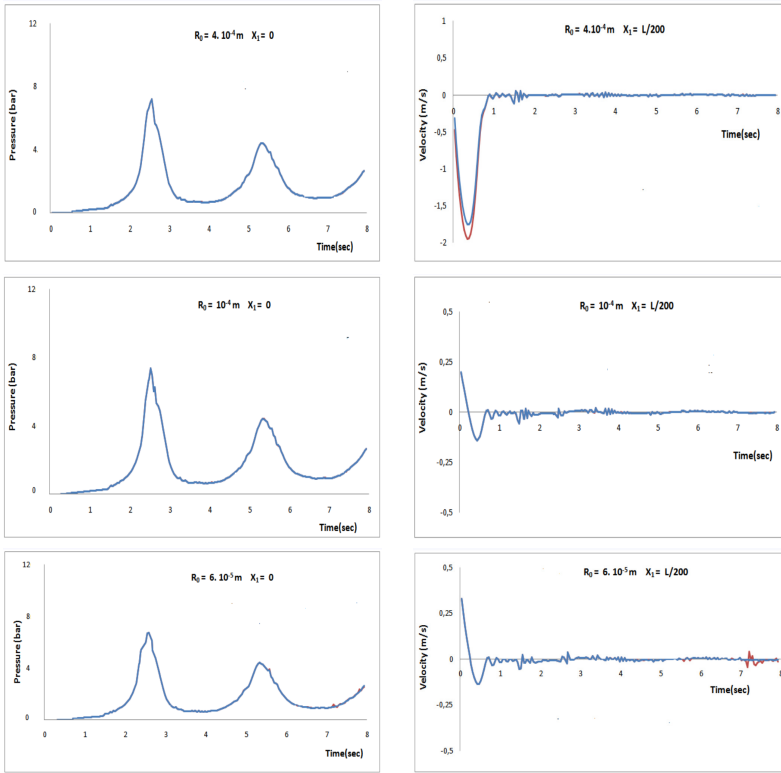 R₀ = 4. 10⁻⁴ m X₁ = 0
Pressure (bar)
12
8
4
0
0 1 2 3 4 5 6 7 8
Time(sec)
R₀ = 4.10⁻⁴ m X₁ = L/200
Velocity (m/s)
1
0,5
0
-0,5
-1
-1,5
-2
0 1 2 3 4 5 6 7 8
Time(sec)
R₀ = 10⁻⁴ m X₁ = 0
Pressure (bar)
12
8
4
0
0 1 2 3 4 5 6 7 8
Time(sec)
R₀ = 10⁻⁴ m X₁ = L/200
Velocity (m/s)
0,5
0,25
0
-0,25
-0,5
0 1 2 3 4 5 6 7 8
Time(sec)
R₀ = 6. 10⁻⁵ m X₁ = 0
Pressure (bar)
12
8
4
0
0 1 2 3 4 5 6 7 8
Time(sec)
R₀ = 6. 10⁻⁵ m X₁ = L/200
Velocity (m/s)
0,5
0,25
0
-0,25
-0,5
0 1 2 3 4 5 6 7 8
Time(sec)